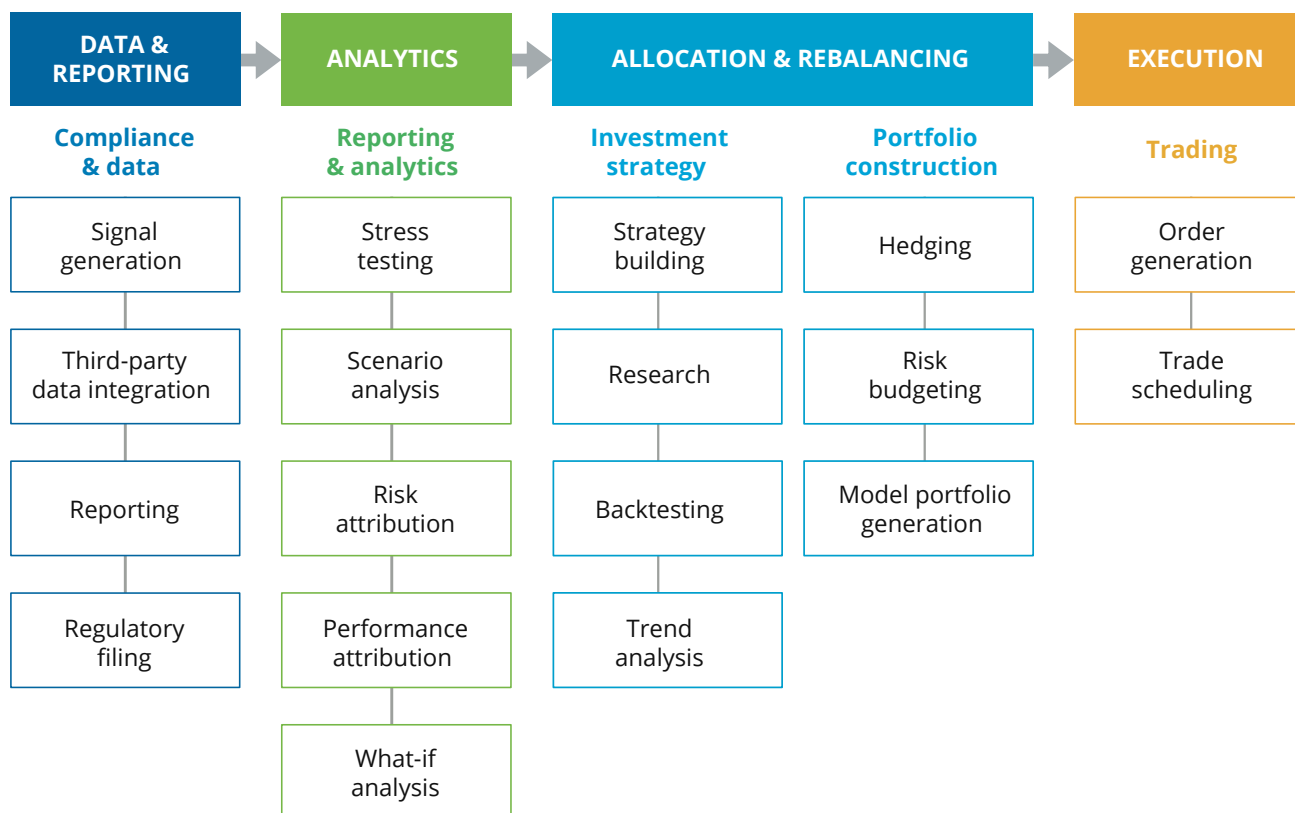 DATA &
REPORTING
ANALYTICS
ALLOCATION & REBALANCING
EXECUTION
Compliance
& data
Signal
generation
Third-party
data integration
Reporting
Regulatory
filing
Reporting
& analytics
Stress
testing
Scenario
analysis
Risk
attribution
Performance
attribution
What-if
analysis
Investment
strategy
Strategy
building
Research
Backtesting
Trend
analysis
Portfolio
construction
Hedging
Risk
budgeting
Model portfolio
generation
Trading
Order
generation
Trade
scheduling